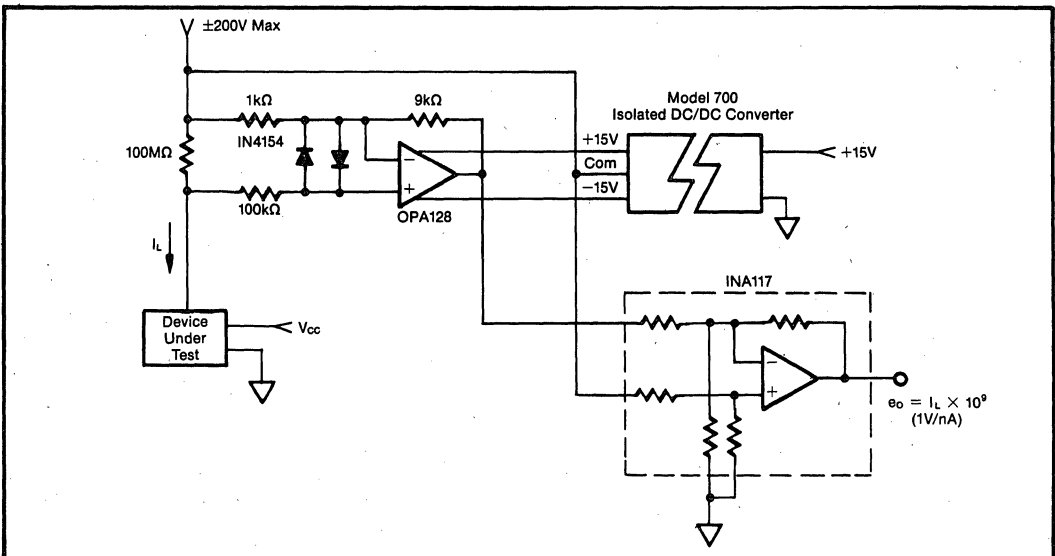 ±200V Max
1kΩ
9kΩ
Model 700
Isolated DC/DC Converter
IN4154
100MΩ
+15V
Com
−15V
+15V
−
+
100kΩ
OPA128
IL
INA117
Device
Under
Test
VCC
−
+
eO = IL × 10⁹
(1V/nA)